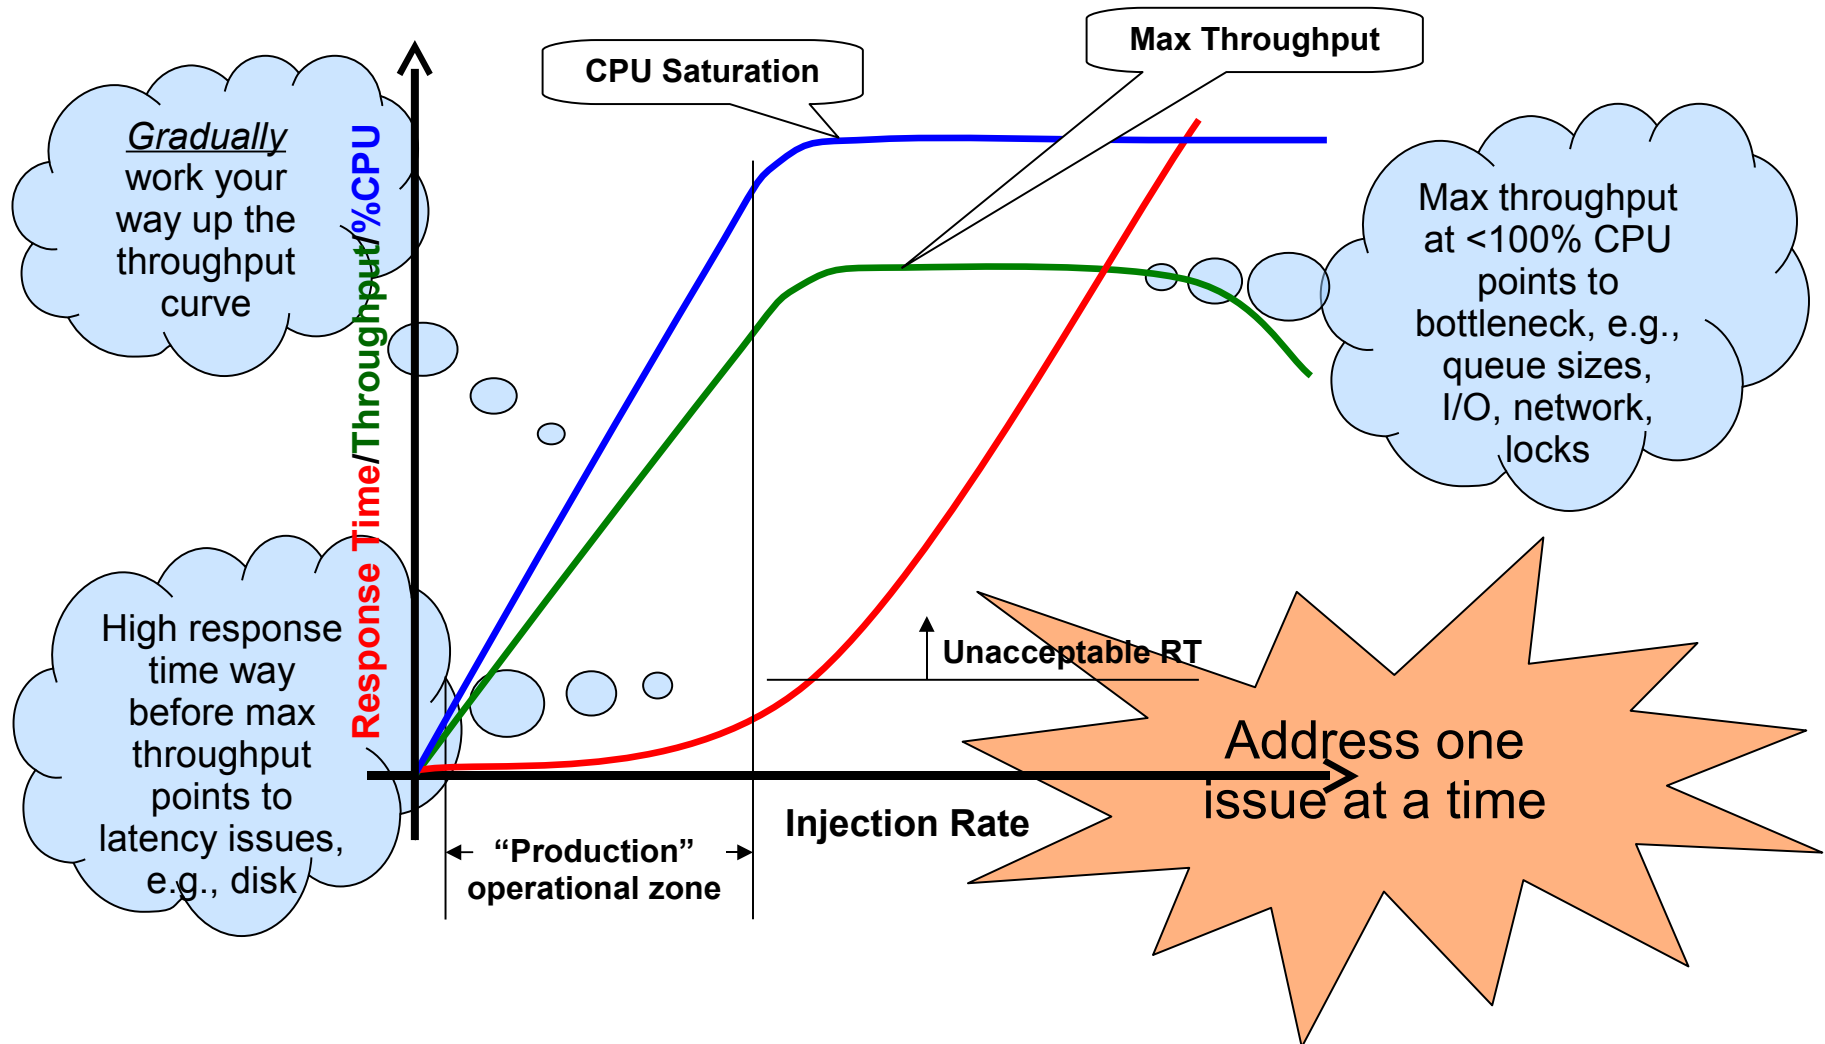 CPU Saturation
Max Throughput
Gradually
work your
way up the
throughput
curve
Response Time/Throughput/%CPU
Max throughput
at <100% CPU
points to
bottleneck, e.g.,
queue sizes,
I/O, network,
locks
High response
time way
before max
throughput
points to
latency issues,
e.g., disk
Unacceptable RT
Address one
issue at a time
Injection Rate
“Production”
operational zone